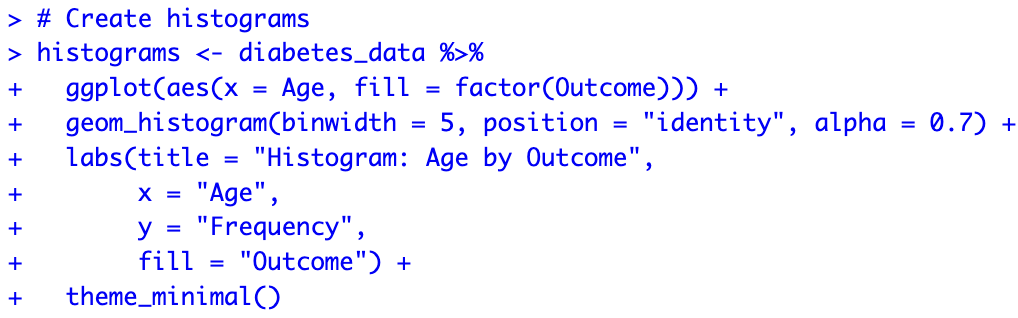 > # Create histograms
> histograms <- diabetes_data %>%
+   ggplot(aes(x = Age, fill = factor(Outcome))) +
+   geom_histogram(binwidth = 5, position = "identity", alpha = 0.7) +
+   labs(title = "Histogram: Age by Outcome",
+        x = "Age",
+        y = "Frequency",
+        fill = "Outcome") +
+   theme_minimal()